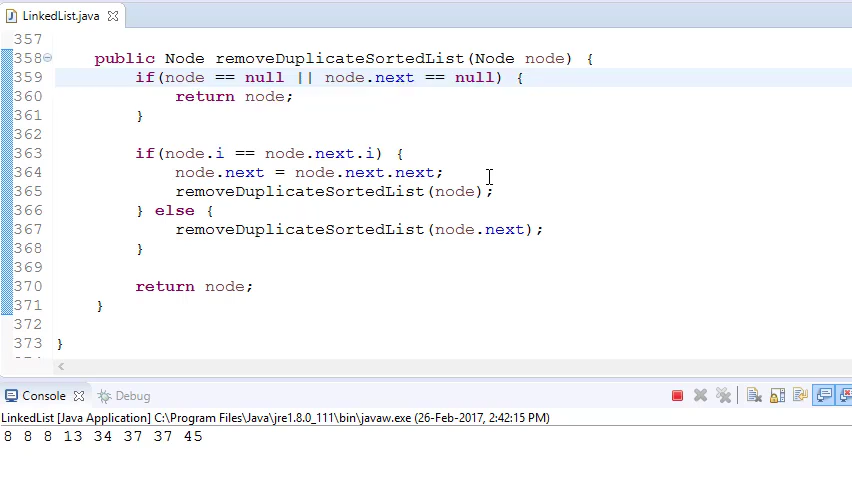 LinkedList.java
357
358 public Node removeDuplicateSortedList(Node node) {
359 if(node == null || node.next == null) {
360 return node;
361 }
362
363 if(node.i == node.next.i) {
364 node.next = node.next.next;
365 removeDuplicateSortedList(node);
366 } else {
367 removeDuplicateSortedList(node.next);
368 }
369
370 return node;
371 }
372
373 }
Console Debug
LinkedList [Java Application] C:\Program Files\Java\jre1.8.0_111\bin\javaw.exe (26-Feb-2017, 2:42:15 PM)
8 8 8 13 34 37 37 45